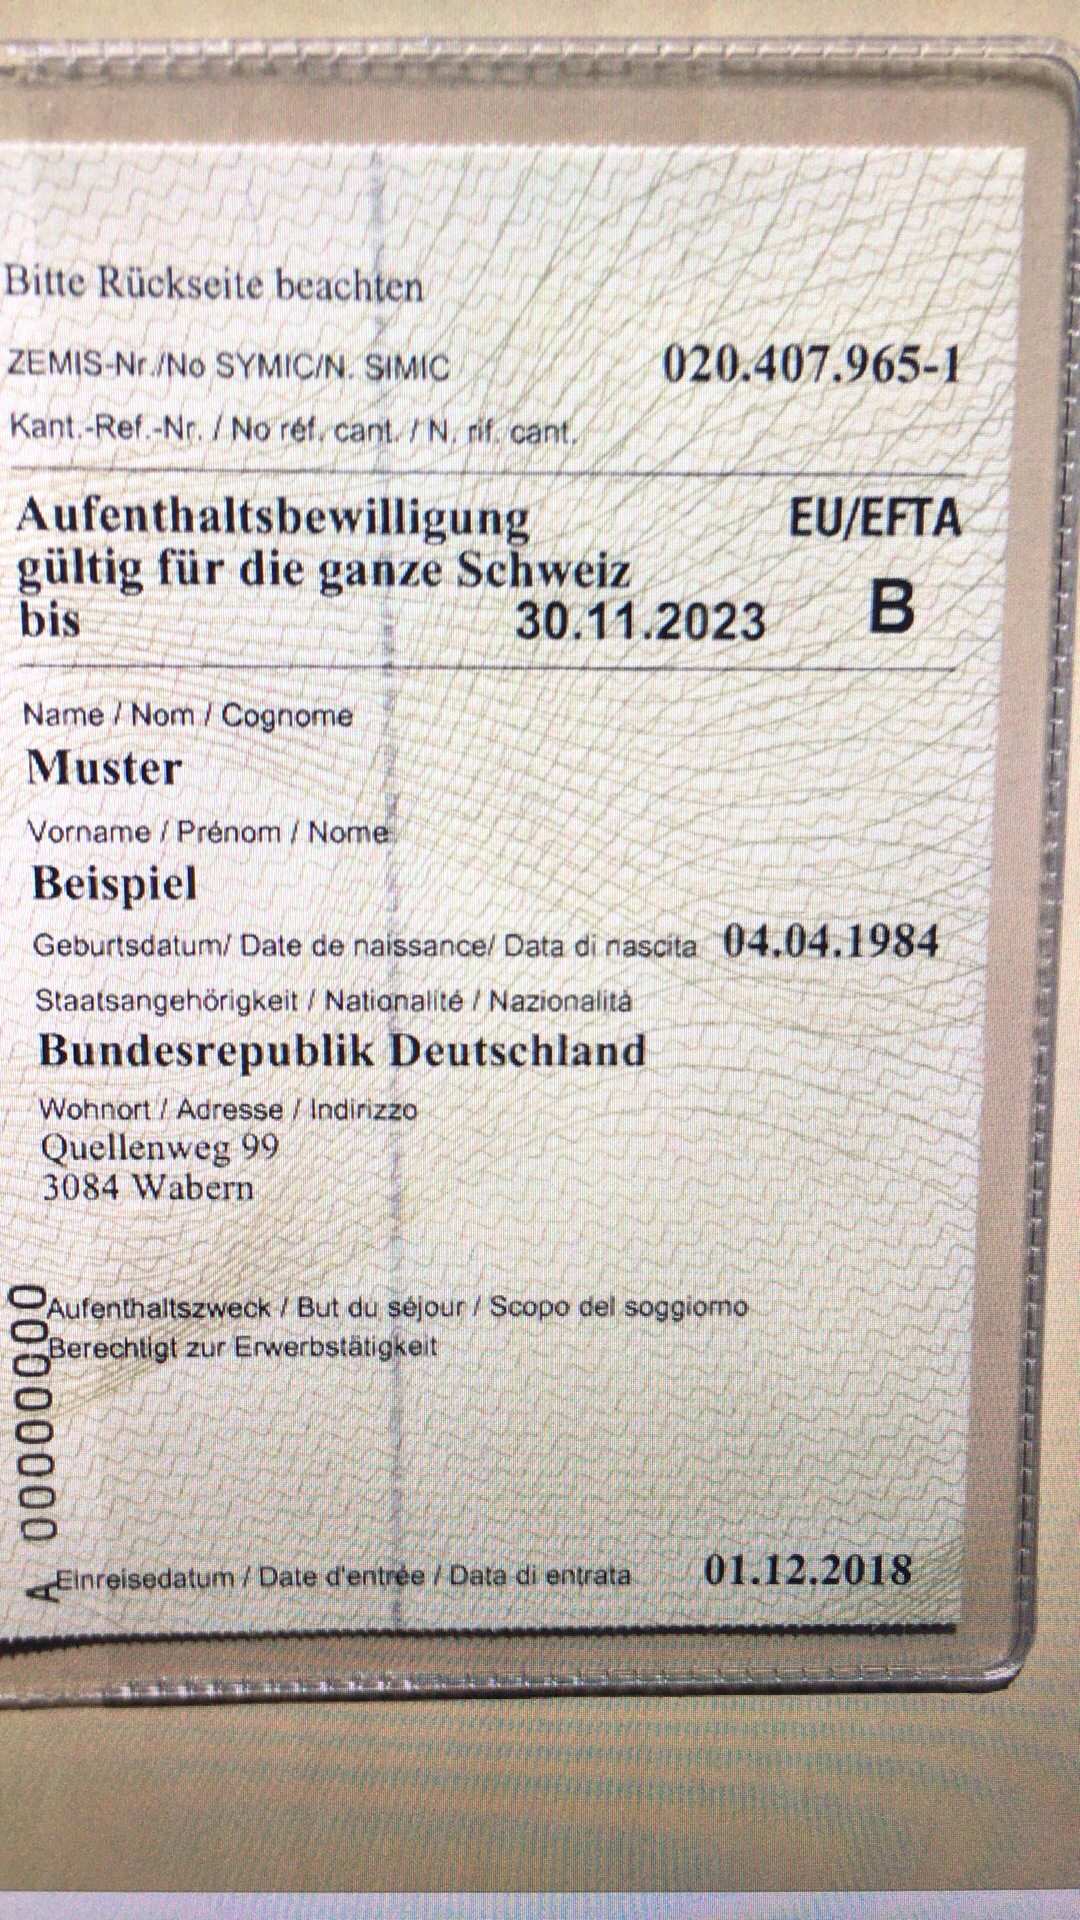 Bitte Rückseite beachten
ZEMIS-Nr./No SYMIC/N. SIMIC 020.407.965-1
Kant.-Ref.-Nr. / No réf. cant. / N. rif. cant.
Aufenthaltsbewilligung EU/EFTA
gültig für die ganze Schweiz
bis 30.11.2023 B
Name / Nom / Cognome
Muster
Vorname / Prénom / Nome
Beispiel
Geburtsdatum/ Date de naissance/ Data di nascita 04.04.1984
Staatsangehörigkeit / Nationalité / Nazionalità
Bundesrepublik Deutschland
Wohnort / Adresse / Indirizzo
Quellenweg 99
3084 Wabern
Aufenthaltszweck / But du séjour / Scopo del soggiorno
Berechtigt zur Erwerbstätigkeit
Einreisedatum / Date d'entrée / Data di entrata 01.12.2018